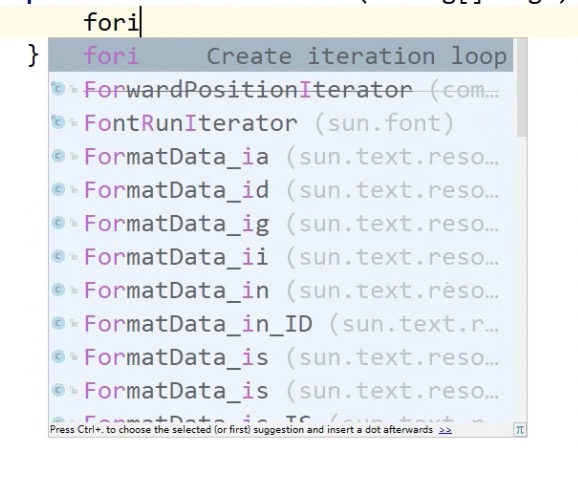 fori
}
fori Create iteration loop
ForwardPositionIterator (com…
FontRunIterator (sun.font)
FormatData_ia (sun.text.reso…
FormatData_id (sun.text.reso…
FormatData_ig (sun.text.reso…
FormatData_ii (sun.text.reso…
FormatData_in (sun.text.reso…
FormatData_in_ID (sun.text.r…
FormatData_is (sun.text.reso…
FormatData_is (sun.text.reso…
Press Ctrl+. to choose the selected (or first) suggestion and insert a dot afterwards >> π